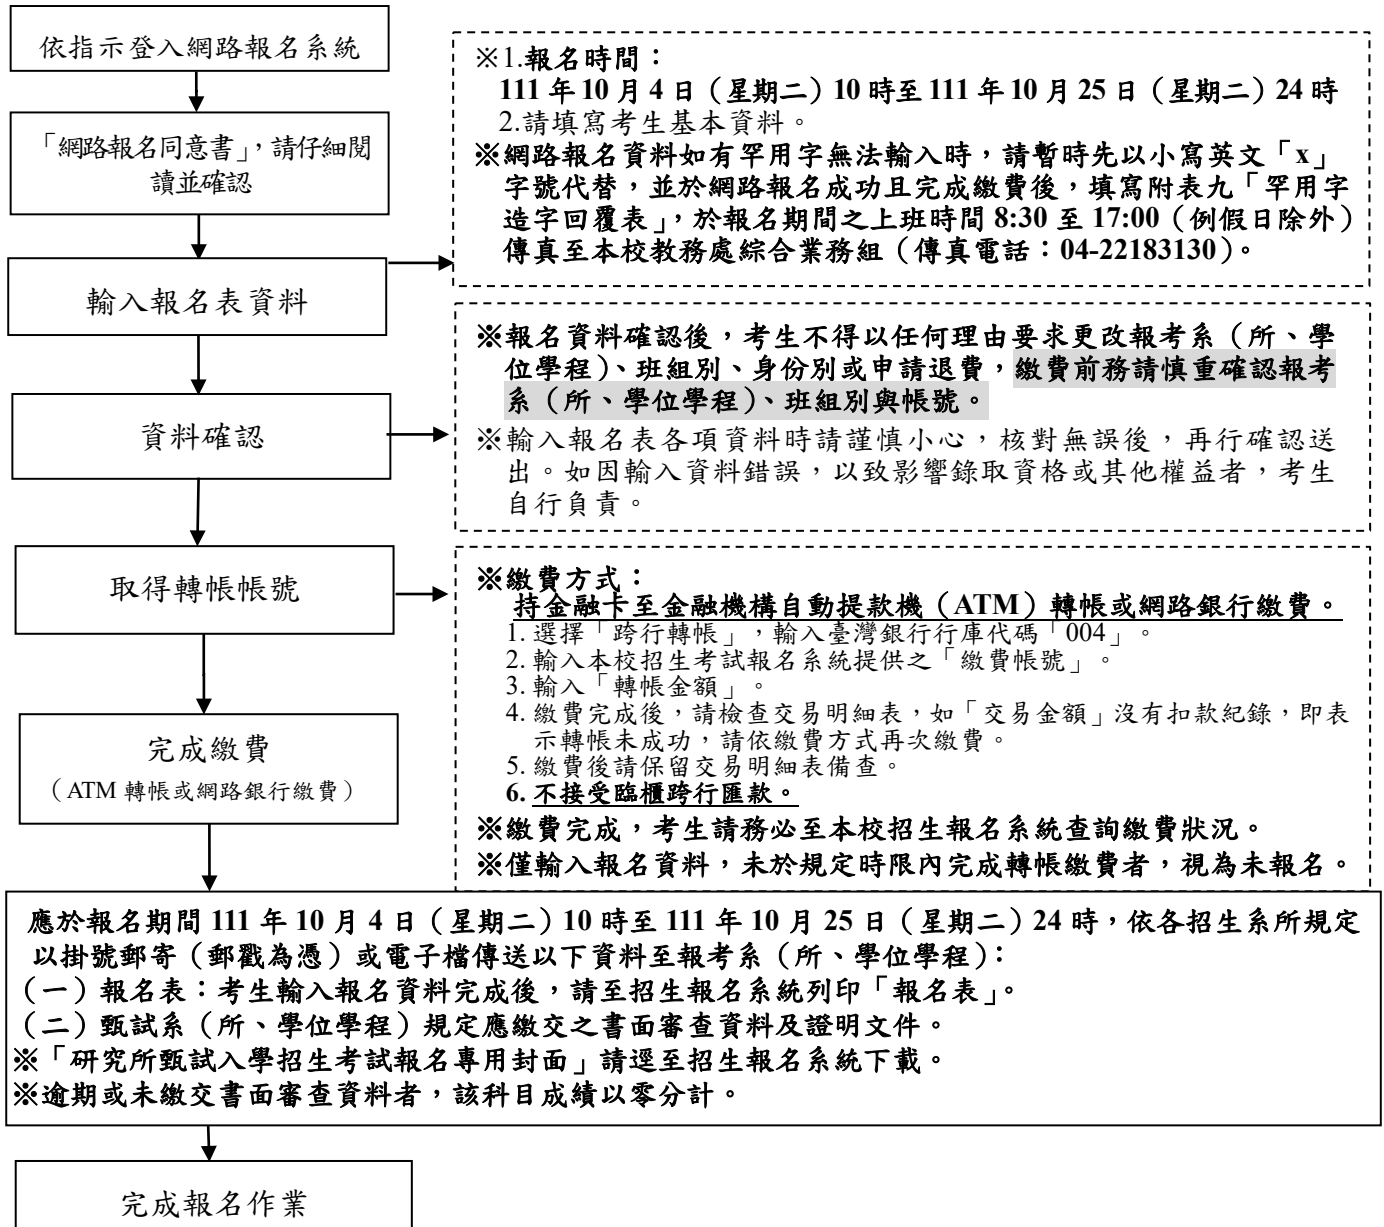 依指示登入網路報名系統
「網路報名同意書」，請仔細閱
讀並確認
輸入報名表資料
※1.報名時間：
111 年 10 月 4 日（星期二）10 時至 111 年 10 月 25 日（星期二）24 時
2.請填寫考生基本資料。
※網路報名資料如有罕用字無法輸入時，請暫時先以小寫英文「x」
字號代替，並於網路報名成功且完成繳費後，填寫附表九「罕用字
造字回覆表」，於報名期間之上班時間 8:30 至 17:00（例假日除外）
傳真至本校教務處綜合業務組（傳真電話：04-22183130）。
資料確認
※報名資料確認後，考生不得以任何理由要求更改報考系（所、學
位學程）、班組別、身份別或申請退費，繳費前務請慎重確認報考
系（所、學位學程）、班組別與帳號。
※輸入報名表各項資料時請謹慎小心，核對無誤後，再行確認送
出。如因輸入資料錯誤，以致影響錄取資格或其他權益者，考生
自行負責。
取得轉帳帳號
※繳費方式：
持金融卡至金融機構自動提款機（ATM）轉帳或網路銀行繳費。
1. 選擇「跨行轉帳」，輸入臺灣銀行行庫代碼「004」。
2. 輸入本校招生考試報名系統提供之「繳費帳號」。
3. 輸入「轉帳金額」。
4. 繳費完成後，請檢查交易明細表，如「交易金額」沒有扣款紀錄，即表
示轉帳未成功，請依繳費方式再次繳費。
5. 繳費後請保留交易明細表備查。
6. 不接受臨櫃跨行匯款。
※繳費完成，考生請務必至本校招生報名系統查詢繳費狀況。
※僅輸入報名資料，未於規定時限內完成轉帳繳費者，視為未報名。
完成繳費
（ATM 轉帳或網路銀行繳費）
應於報名期間 111 年 10 月 4 日（星期二）10 時至 111 年 10 月 25 日（星期二）24 時，依各招生系所規定
以掛號郵寄（郵戳為憑）或電子檔傳送以下資料至報考系（所、學位學程）：
（一）報名表：考生輸入報名資料完成後，請至招生報名系統列印「報名表」。
（二）甄試系（所、學位學程）規定應繳交之書面審查資料及證明文件。
※「研究所甄試入學招生考試報名專用封面」請逕至招生報名系統下載。
※逾期或未繳交書面審查資料者，該科目成績以零分計。
完成報名作業